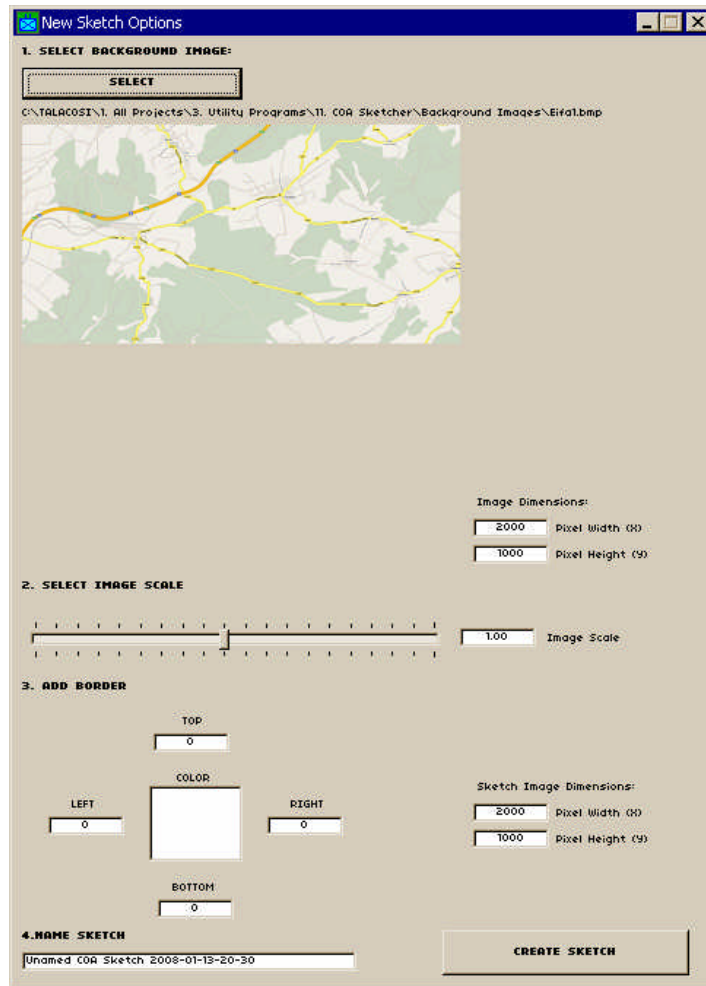 New Sketch Options
1. SELECT BACKGROUND IMAGE:
SELECT
C:\TALACOSI\1. All Projects\3. Utility Programs\11. COA Sketcher\Background Images\Eifa1.bmp
Image Dimensions:
2000 Pixel Width (X)
1000 Pixel Height (Y)
2. SELECT IMAGE SCALE
1.00 Image Scale
3. ADD BORDER
TOP
0
COLOR
LEFT
0
RIGHT
0
Sketch Image Dimensions:
2000 Pixel Width (X)
1000 Pixel Height (Y)
BOTTOM
0
4.NAME SKETCH
Unamed COA Sketch 2008-01-13-20-30
CREATE SKETCH